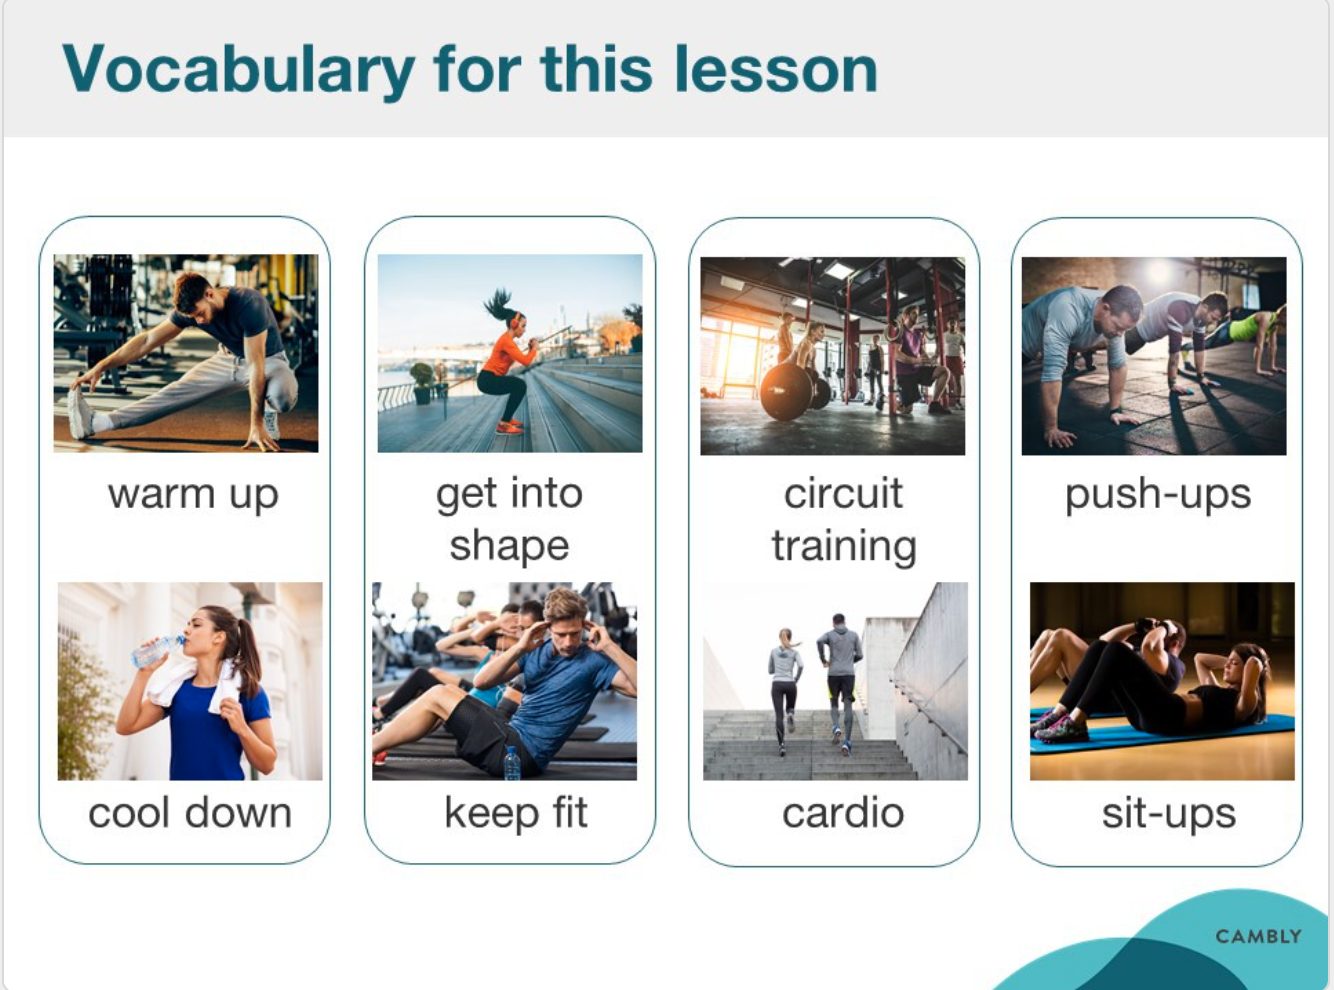 Vocabulary for this lesson
warm up
cool down
get into
shape
keep fit
circuit
training
cardio
push-ups
sit-ups
CAMBLY